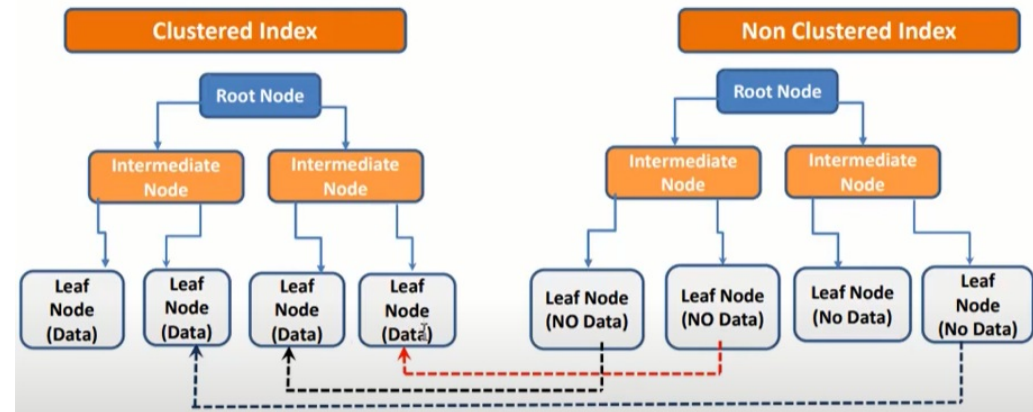 Clustered Index
Non Clustered Index
Root Node
Root Node
Intermediate
Node
Intermediate
Node
Intermediate
Node
Intermediate
Node
Leaf
Node
(Data)
Leaf
Node
(Data)
Leaf
Node
(Data)
Leaf
Node
(Data)
Leaf Node
(NO Data)
Leaf Node
(NO Data)
Leaf Node
(No Data)
Leaf
Node
(No Data)